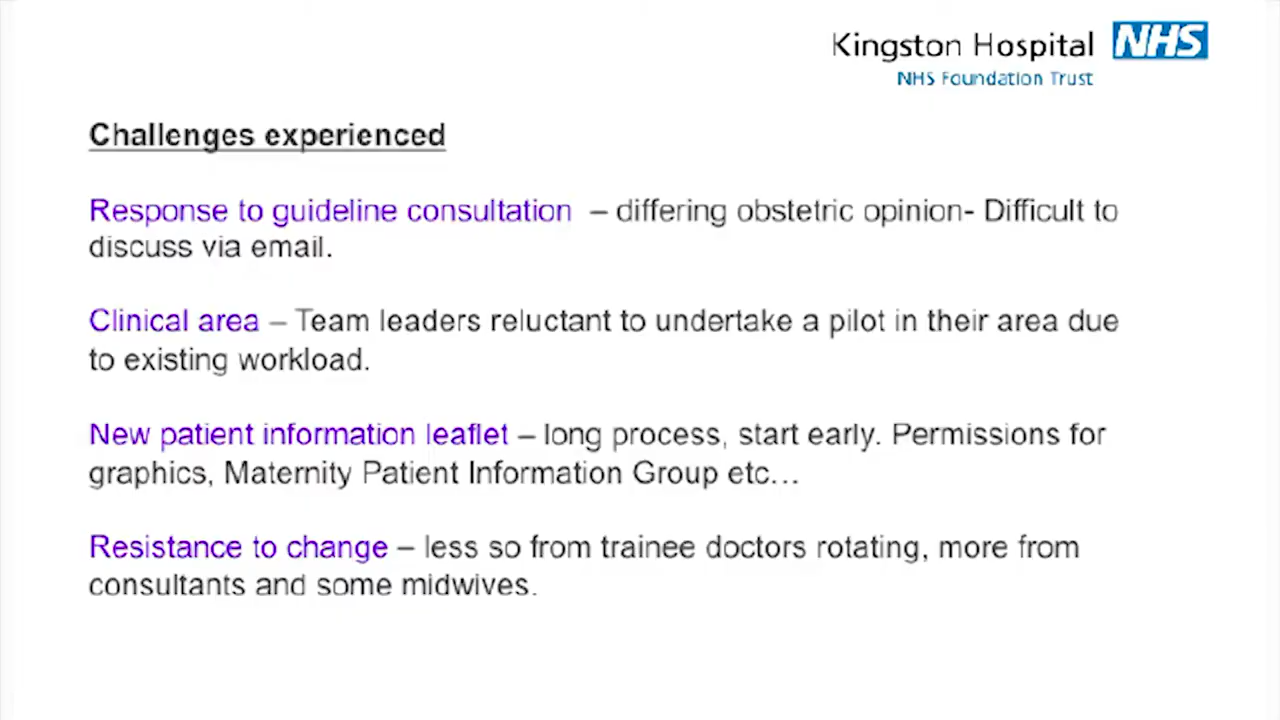 Kingston Hospital NHS
NHS Foundation Trust
Challenges experienced
Response to guideline consultation – differing obstetric opinion- Difficult to
discuss via email.
Clinical area – Team leaders reluctant to undertake a pilot in their area due
to existing workload.
New patient information leaflet – long process, start early. Permissions for
graphics, Maternity Patient Information Group etc…
Resistance to change – less so from trainee doctors rotating, more from
consultants and some midwives.